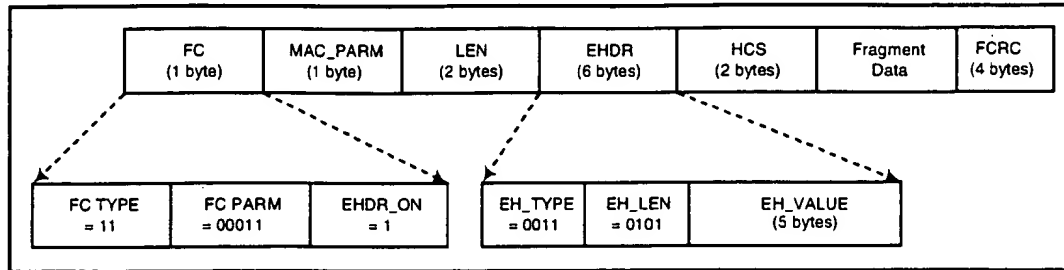 FC
(1 byte)
MAC_PARM
(1 byte)
LEN
(2 bytes)
EHDR
(6 bytes)
HCS
(2 bytes)
Fragment
Data
FCRC
(4 bytes)
FC TYPE
= 11
FC PARM
= 00011
EHDR_ON
= 1
EH_TYPE
= 0011
EH_LEN
= 0101
EH_VALUE
(5 bytes)